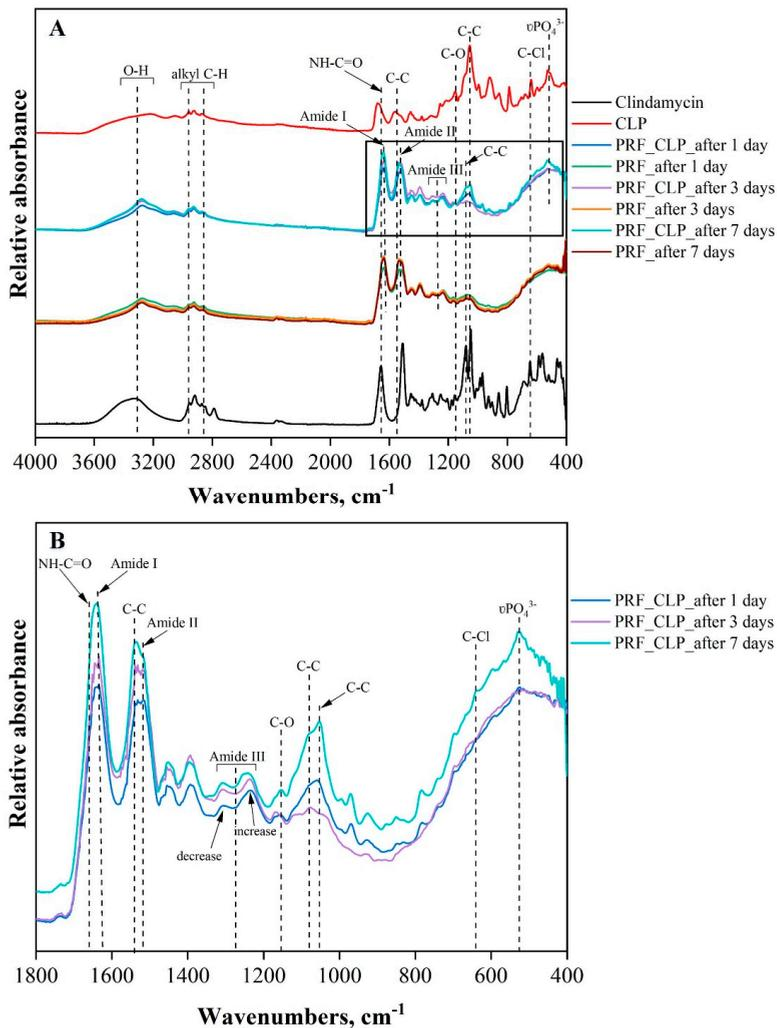 A
O-H
alkyl C-H
NH-C=O
C-C
C-O
C-C
C-Cl
υPO₄³⁻
Amide I
Amide II
Amide III
C-C
Relative absorbance
4000 3600 3200 2800 2400 2000 1600 1200 800 400
Wavenumbers, cm⁻¹
Clindamycin
CLP
PRF_CLP_after 1 day
PRF_after 1 day
PRF_CLP_after 3 days
PRF_after 3 days
PRF_CLP_after 7 days
PRF_after 7 days
B
NH-C=O
Amide I
C-C
Amide II
Amide III
decrease
increase
C-O
C-C
C-C
C-Cl
υPO₄³⁻
Relative absorbance
1800 1600 1400 1200 1000 800 600 400
Wavenumbers, cm⁻¹
PRF_CLP_after 1 day
PRF_CLP_after 3 days
PRF_CLP_after 7 days